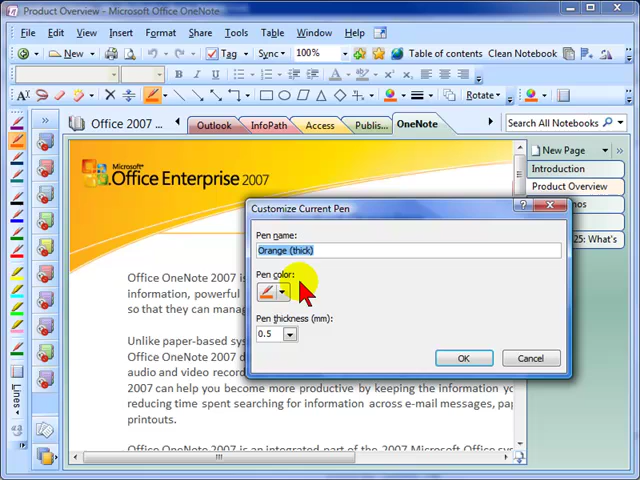 Product Overview - Microsoft Office OneNote
File Edit View Insert Format Share Tools Table Window Help
New Tag Sync 100% Table of contents Clean Notebook
Rotate
Office 2007 ... Outlook InfoPath Access Publis... OneNote Search All Notebooks
New Page
Introduction
Product Overview
mos
25: What's
Microsoft®
Office Enterprise 2007
Customize Current Pen
Pen name:
Orange (thick)
Pen color:
Pen thickness (mm):
0.5
OK Cancel
Office OneNote 2007 is
information, powerful
so that they can manag
Unlike paper-based sys
Office OneNote 2007 d
audio and video record
2007 can help you become more productive by keeping the information
reducing time spent searching for information across e-mail messages, pap
printouts.
Office OneNote 2007 is an integrated part of the 2007 Microsoft Office sy
Lines